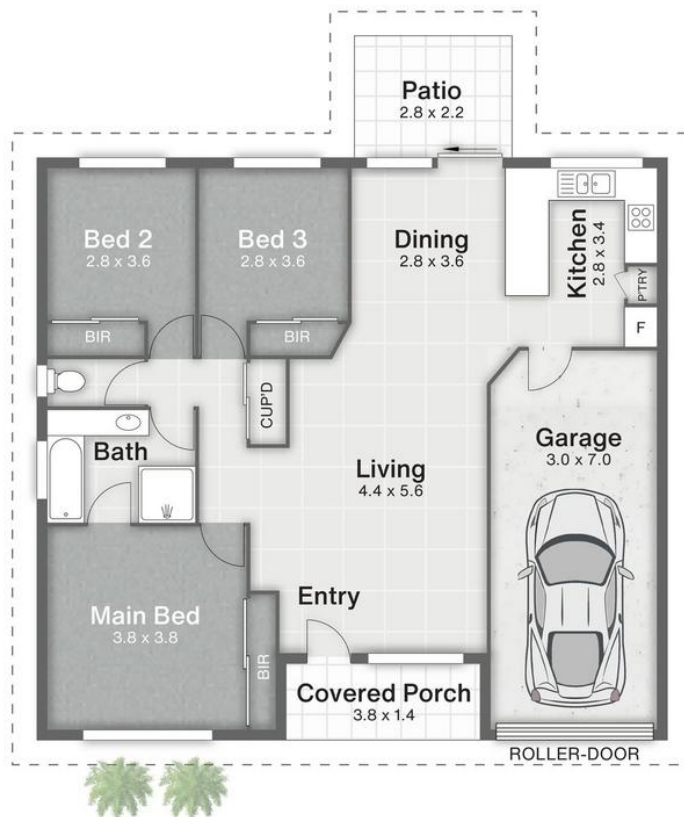 Patio
2.8 x 2.2
Bed 2
2.8 x 3.6
Bed 3
2.8 x 3.6
Dining
2.8 x 3.6
Kitchen
2.8 x 3.4
P'TRY
F
BIR
BIR
CUP'D
Bath
Living
4.4 x 5.6
Garage
3.0 x 7.0
Main Bed
3.8 x 3.8
BIR
Entry
Covered Porch
3.8 x 1.4
ROLLER-DOOR